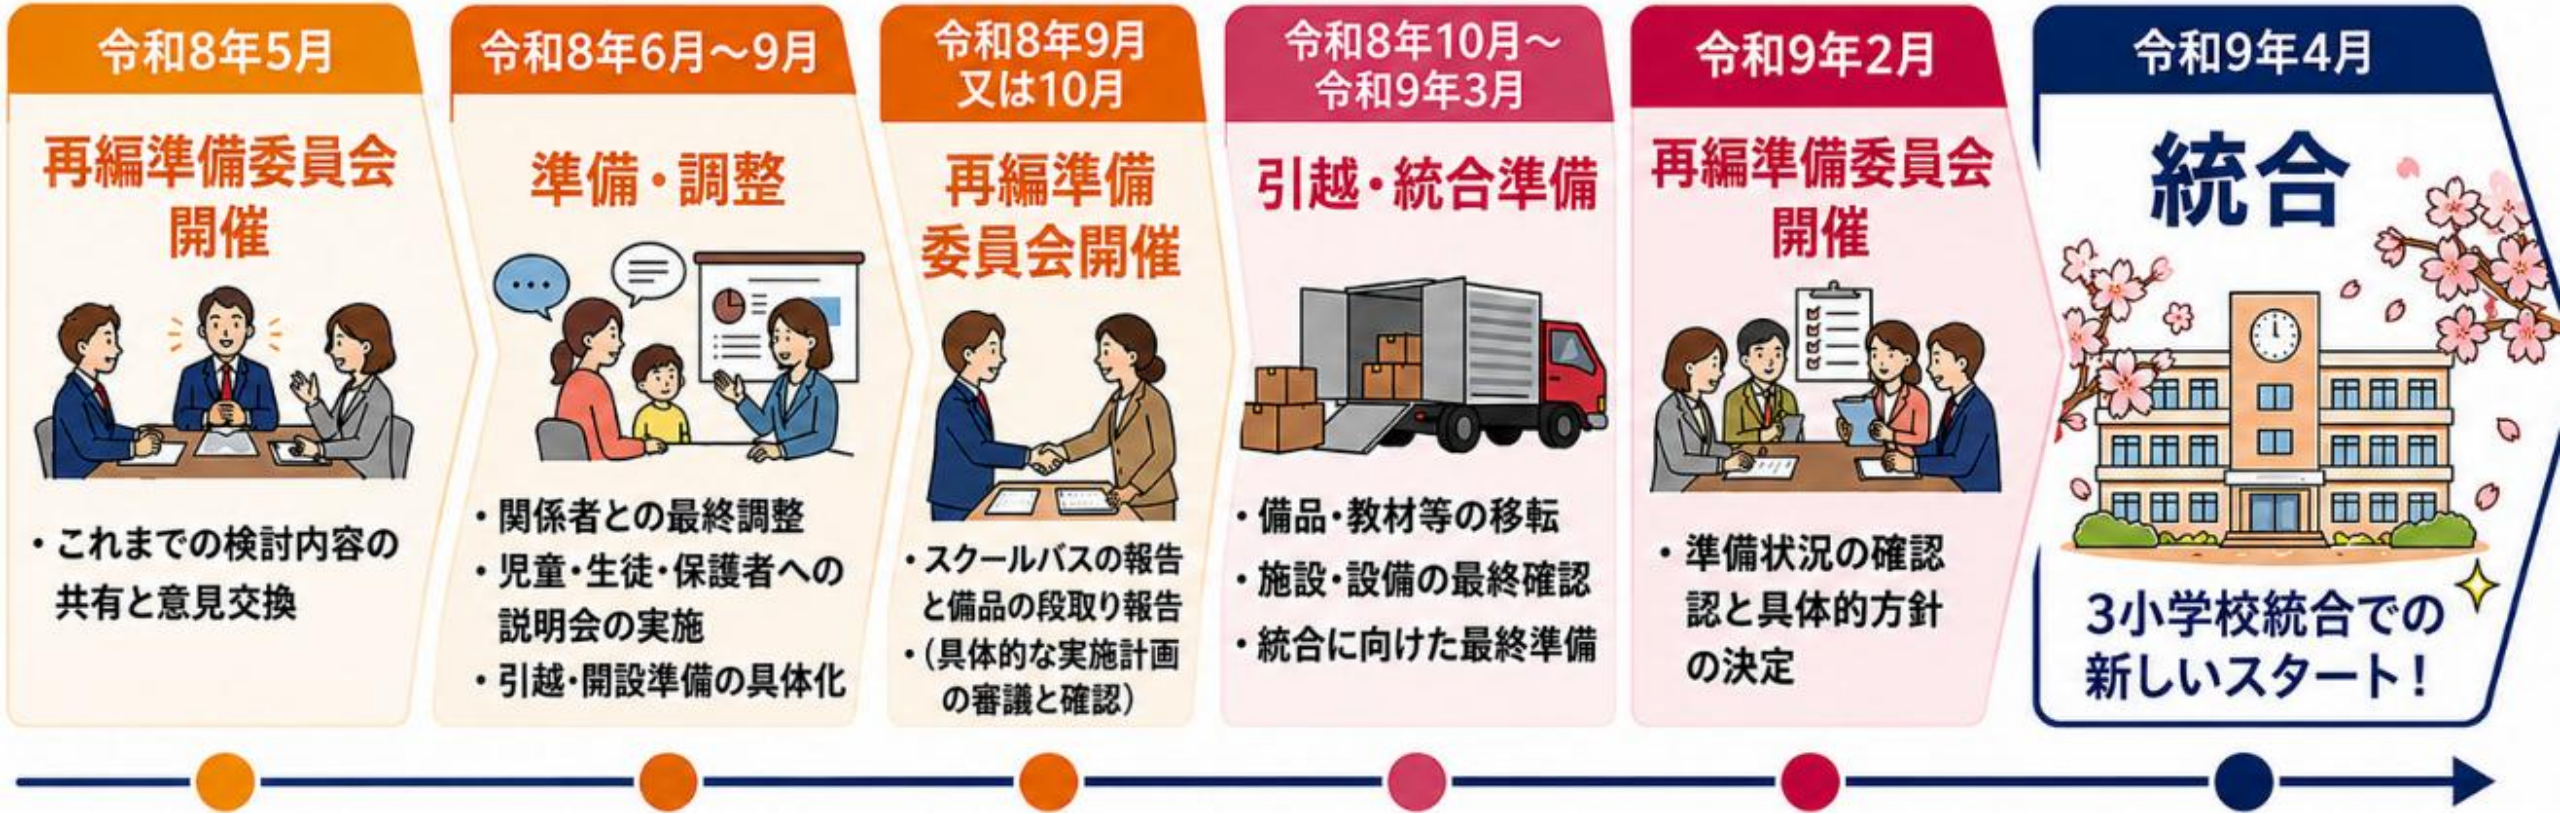 令和8年5月
再編準備委員会
開催
・これまでの検討内容の
共有と意見交換
令和8年6月～9月
準備・調整
・関係者との最終調整
・児童・生徒・保護者への
説明会の実施
・引越・開設準備の具体化
令和8年9月
又は10月
再編準備
委員会開催
・スクールバスの報告
と備品の段取り報告
・(具体的な実施計画
の審議と確認)
令和8年10月～
令和9年3月
引越・統合準備
・備品・教材等の移転
・施設・設備の最終確認
・統合に向けた最終準備
令和9年2月
再編準備委員会
開催
・準備状況の確認
認と具体的方針
の決定
令和9年4月
統合
3小学校統合での
新しいスタート！